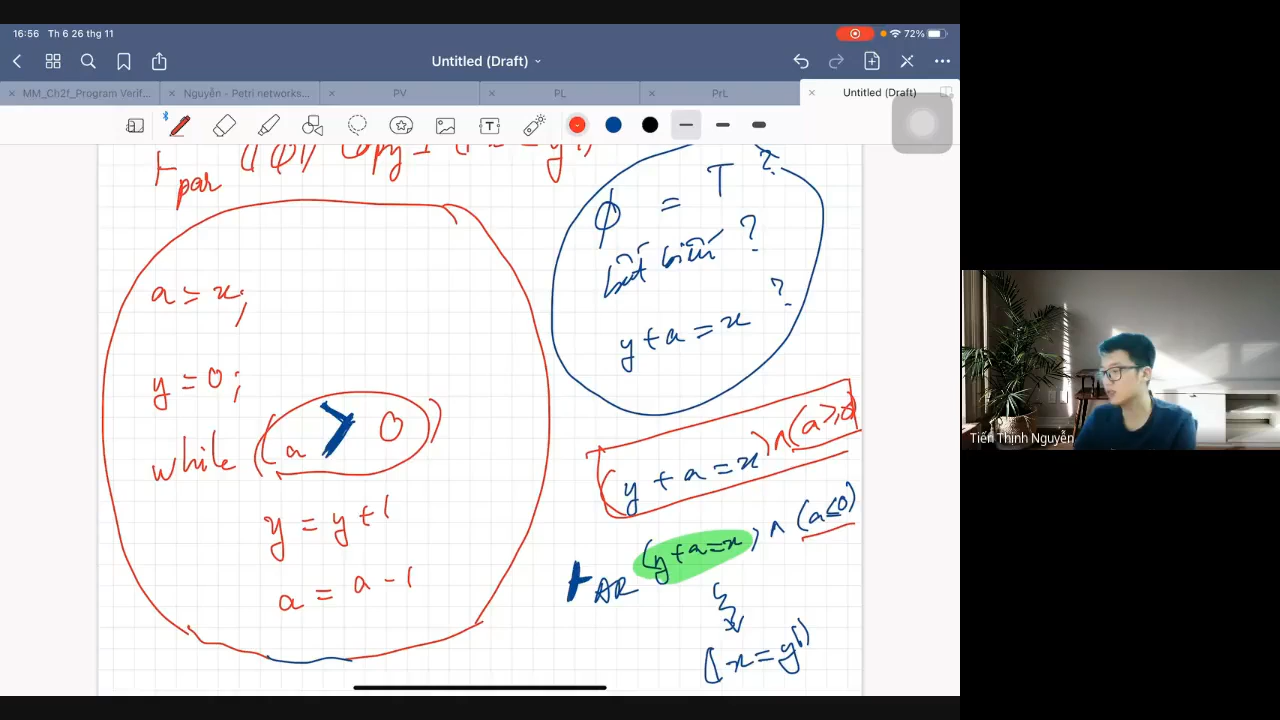 16:56 Th 6 26 thg 11 72%
Untitled (Draft)
MM_Ch2f_Program Verif...
Nguyễn - Petri networks...
PV
PL
PrL
Untitled (Draft)
⊢par (|ϕ|) Copy1 (|x = y|)
a = x;
y = 0;
while (a > 0)
y = y + 1
a = a - 1
ϕ = T ?
bất biến ?
y + a = x ?
(y + a = x) ∧ (a ≥ 0)
⊢AR (y + a = x) ∧ (a ≤ 0)
(|x = y|)
Tiến Thịnh Nguyễn